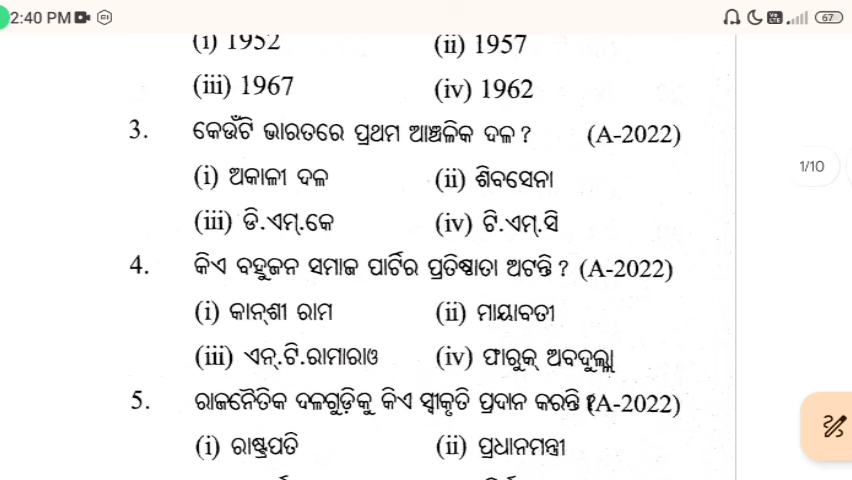 2:40 PM
67
(i) 1952 (ii) 1957
(iii) 1967 (iv) 1962
3. କେଉଁଟି ଭାରତରେ ପ୍ରଥମ ଆଞ୍ଚଳିକ ଦଳ ? (A-2022)
(i) ଅକାଳୀ ଦଳ (ii) ଶିବସେନା
(iii) ଡି.ଏମ୍.କେ (iv) ଟି.ଏମ୍.ସି
1/10
4. କିଏ ବହୁଜନ ସମାଜ ପାର୍ଟିର ପ୍ରତିଷ୍ଠାତା ଅଟନ୍ତି ? (A-2022)
(i) କାନ୍‌ଶୀ ରାମ (ii) ମାୟାବତୀ
(iii) ଏନ୍.ଟି.ରାମାରାଓ (iv) ଫାରୁକ୍ ଅବଦୁଲ୍ଲା
5. ରାଜନୈତିକ ଦଳଗୁଡ଼ିକୁ କିଏ ସ୍ୱୀକୃତି ପ୍ରଦାନ କରନ୍ତି ? (A-2022)
(i) ରାଷ୍ଟ୍ରପତି (ii) ପ୍ରଧାନମନ୍ତ୍ରୀ